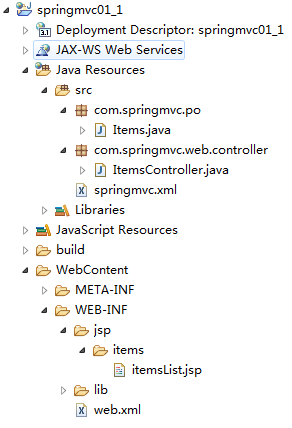 springmvc01_1
3.1
Deployment Descriptor: springmvc01_1
JAX-WS Web Services
Java Resources
src
com.springmvc.po
Items.java
com.springmvc.web.controller
ItemsController.java
springmvc.xml
Libraries
JavaScript Resources
build
WebContent
META-INF
WEB-INF
jsp
items
itemsList.jsp
lib
web.xml